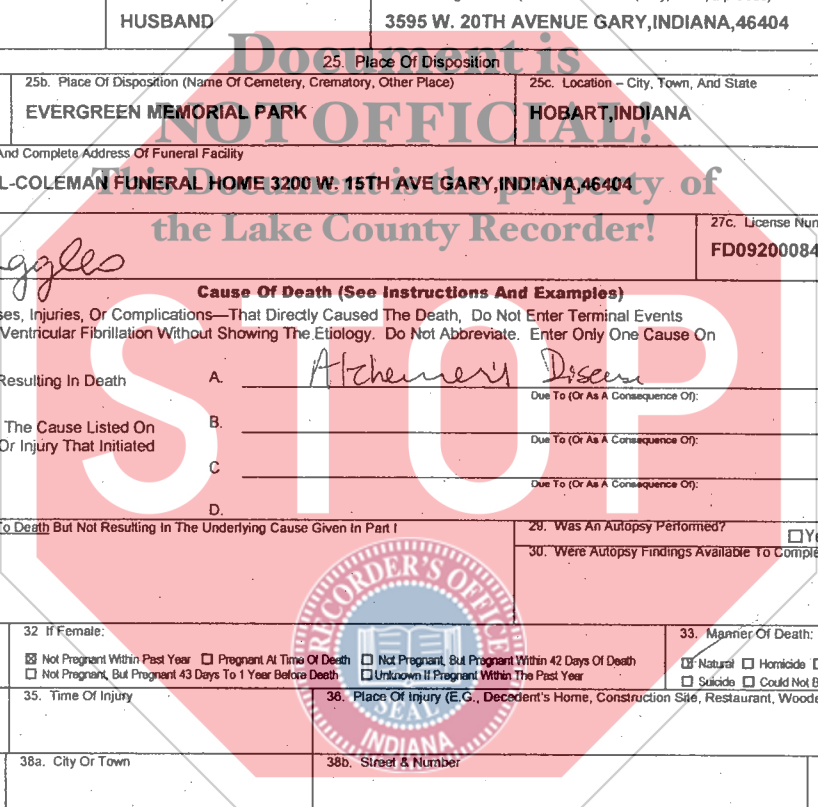 HUSBAND
3595 W. 20TH AVENUE GARY,INDIANA,46404
Document is
25. Place Of Disposition
25b. Place Of Disposition (Name Of Cemetery, Crematory, Other Place)
25c. Location – City, Town, And State
EVERGREEN MEMORIAL PARK
HOBART,INDIANA
NOT OFFICIAL!
And Complete Address Of Funeral Facility
This Document is the property of
L-COLEMAN FUNERAL HOME 3200 W. 15TH AVE GARY,INDIANA,46404
the Lake County Recorder!
27c. License Num
FD09200084
ggles
Cause Of Death (See Instructions And Examples)
ses, Injuries, Or Complications—That Directly Caused The Death, Do Not Enter Terminal Events
Ventricular Fibrillation Without Showing The Etiology. Do Not Abbreviate. Enter Only One Cause On
STOP
Resulting In Death
A. Alzheimer's Disease
Due To (Or As A Consequence Of):
The Cause Listed On
B.
Or Injury That Initiated
Due To (Or As A Consequence Of):
C
Due To (Or As A Consequence Of):
D.
To Death But Not Resulting In The Underlying Cause Given In Part I
29. Was An Autopsy Performed?
Ye
30. Were Autopsy Findings Available To Comple
RECORDER'S OFFICE
SEAL
INDIANA
32 If Female:
33. Manner Of Death:
☒ Not Pregnant Within Past Year ☐ Pregnant At Time Of Death ☐ Not Pregnant, But Pregnant Within 42 Days Of Death
☒ Natural ☐ Homicide
☐ Not Pregnant, But Pregnant 43 Days To 1 Year Before Death ☐ Unknown If Pregnant Within The Past Year
☐ Suicide ☐ Could Not B
35. Time Of Injury
36. Place Of Injury (E.G., Decedent's Home, Construction Site, Restaurant, Woode
38a. City Or Town
38b. Street & Number